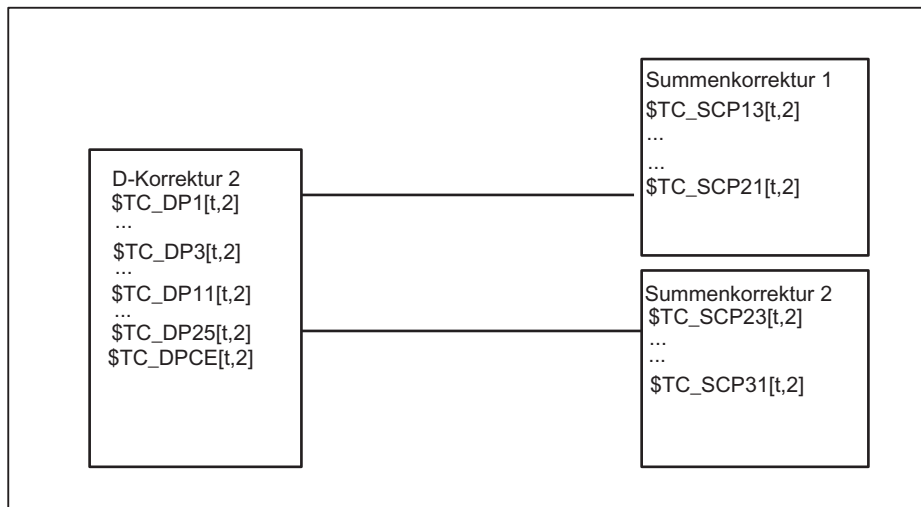 D-Korrektur 2
$TC_DP1[t,2]
...
$TC_DP3[t,2]
...
$TC_DP11[t,2]
...
$TC_DP25[t,2]
$TC_DPCE[t,2]
Summenkorrektur 1
$TC_SCP13[t,2]
...
...
$TC_SCP21[t,2]
Summenkorrektur 2
$TC_SCP23[t,2]
...
...
$TC_SCP31[t,2]